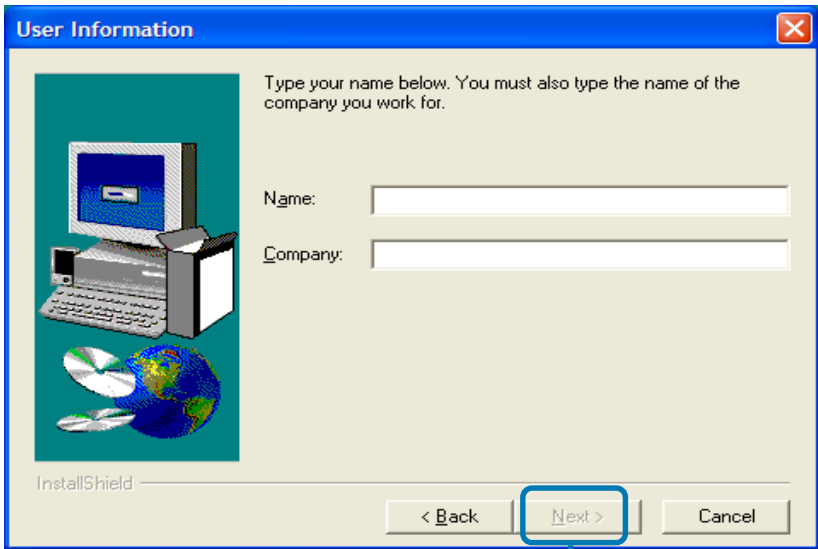 User Information
Type your name below. You must also type the name of the
company you work for.
Name:
Company:
InstallShield
< Back
Next >
Cancel